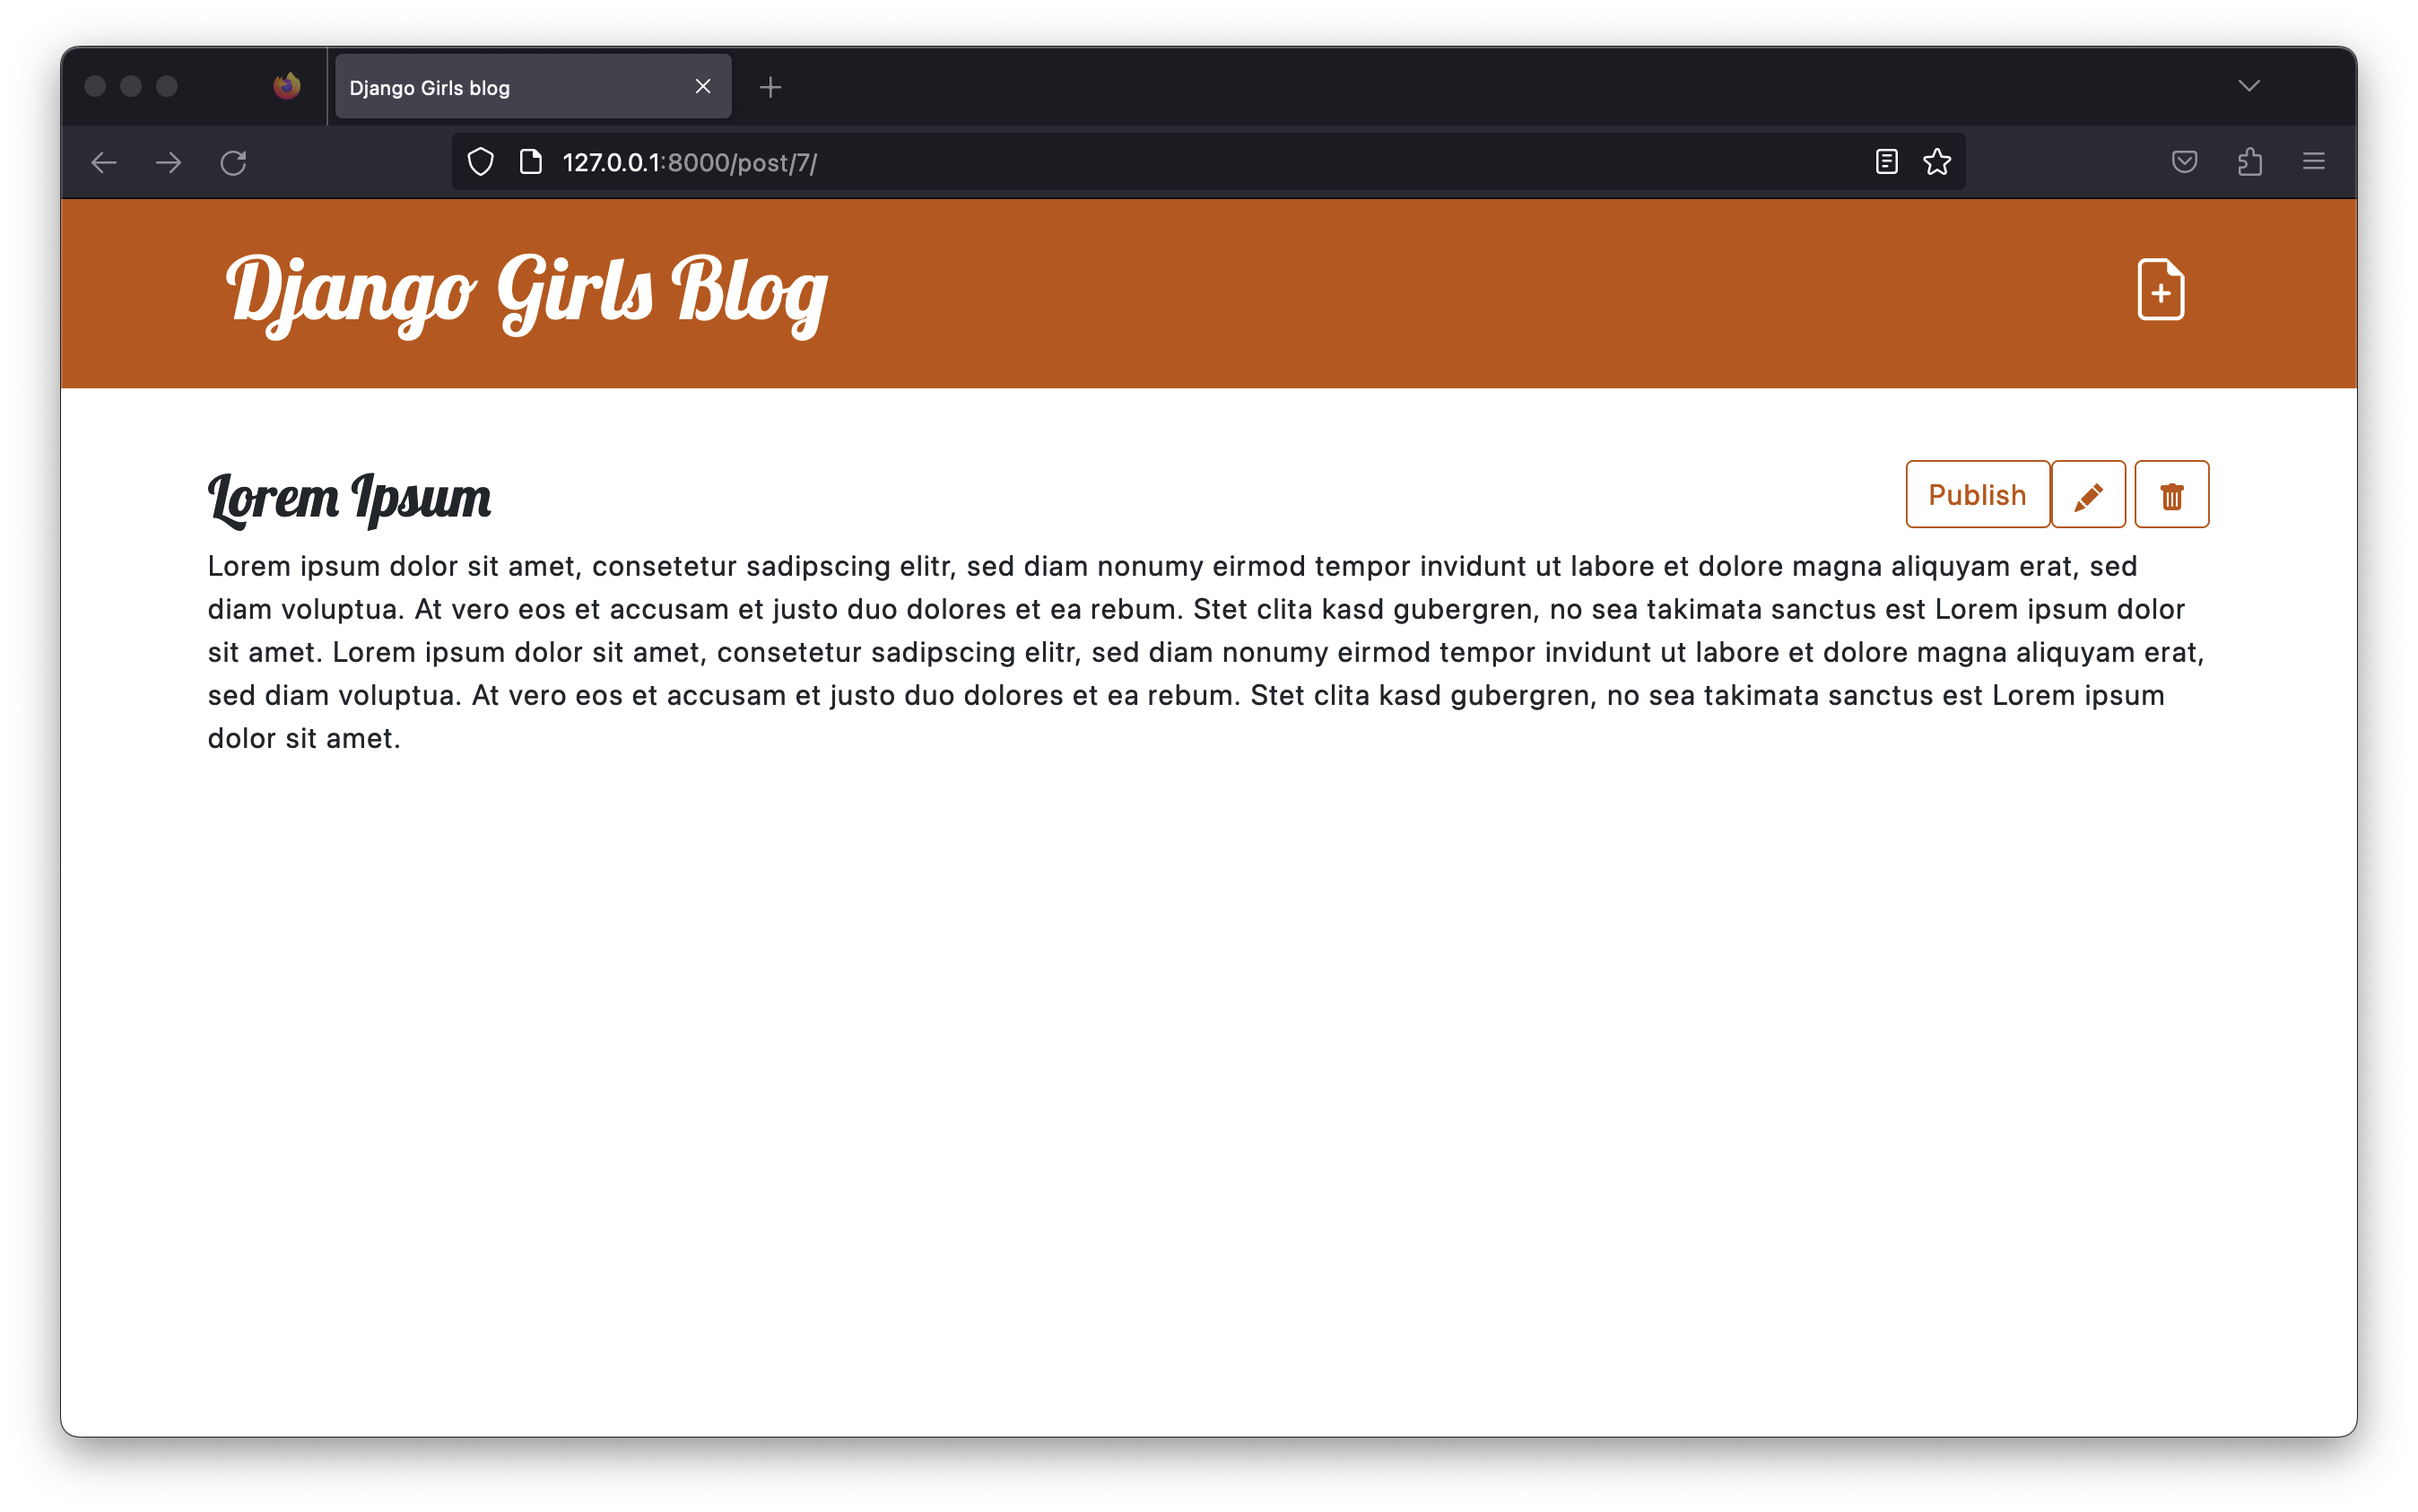 Django Girls blog
127.0.0.1:8000/post/7/
Django Girls Blog
Lorem Ipsum
Publish
Lorem ipsum dolor sit amet, consetetur sadipscing elitr, sed diam nonumy eirmod tempor invidunt ut labore et dolore magna aliquyam erat, sed
diam voluptua. At vero eos et accusam et justo duo dolores et ea rebum. Stet clita kasd gubergren, no sea takimata sanctus est Lorem ipsum dolor
sit amet. Lorem ipsum dolor sit amet, consetetur sadipscing elitr, sed diam nonumy eirmod tempor invidunt ut labore et dolore magna aliquyam erat,
sed diam voluptua. At vero eos et accusam et justo duo dolores et ea rebum. Stet clita kasd gubergren, no sea takimata sanctus est Lorem ipsum
dolor sit amet.